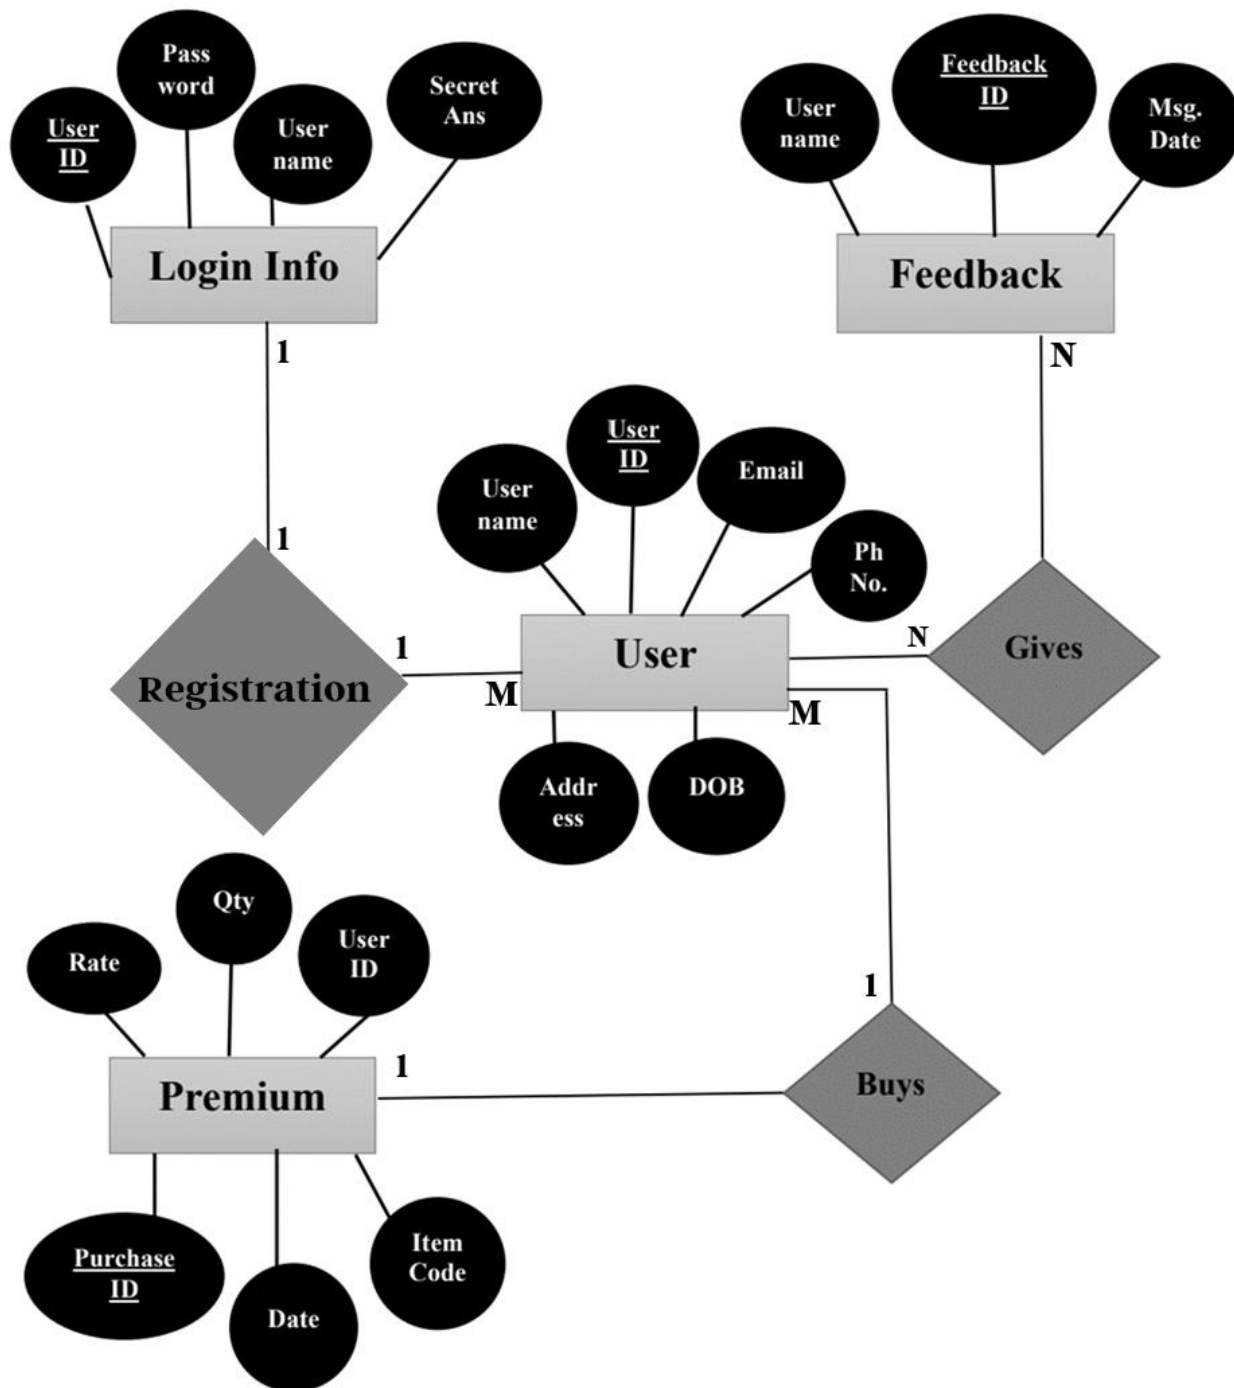 Pass
word
User
ID
User
name
Secret
Ans
Login Info
1
1
Feedback
ID
User
name
Msg.
Date
Feedback
N
User
ID
User
name
Email
Ph
No.
User
Addr
ess
DOB
Registration
1
M
N
M
Gives
Qty
Rate
User
ID
Premium
1
1
Buys
Purchase
ID
Date
Item
Code